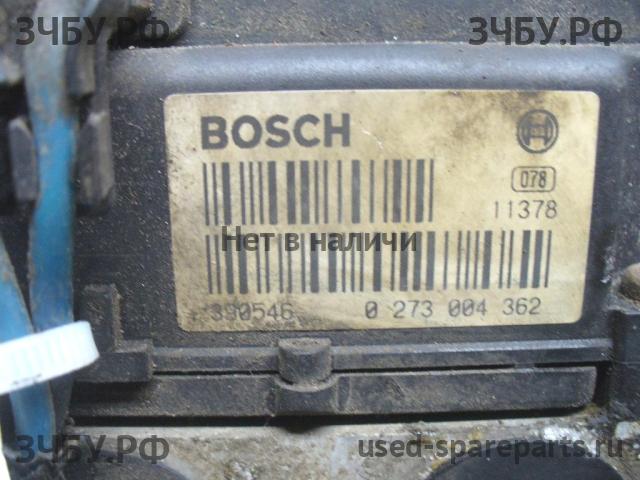 ЗЧБУ.РФ ЗЧБУ.РФ
BOSCH
078
11378
Нет в наличи
390546 0 273 004 362
ЗЧБУ.РФ used-spareparts.ru